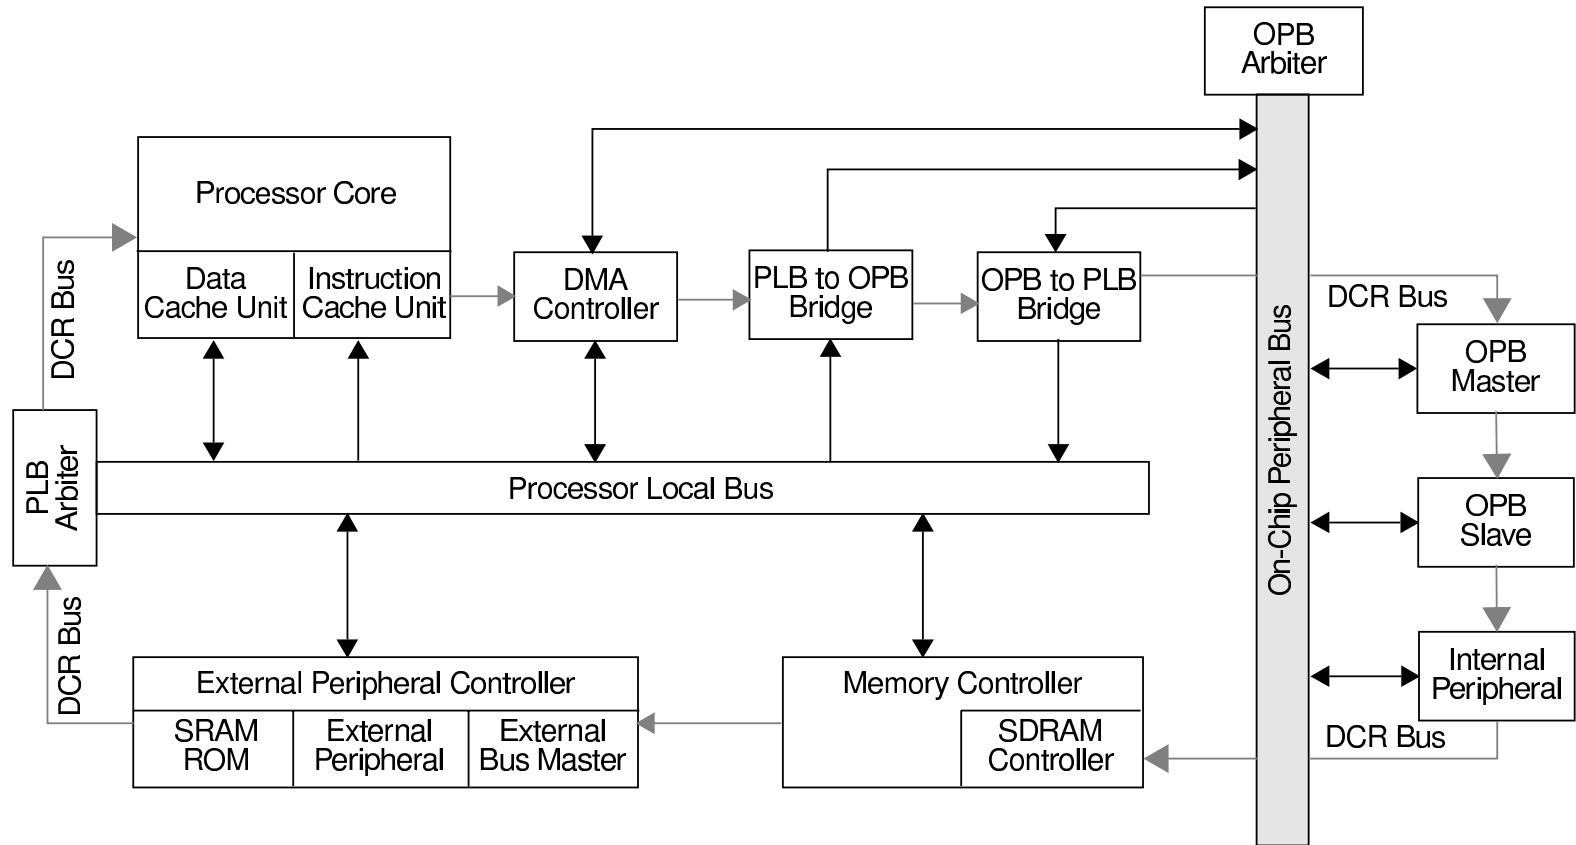 OPB
Arbiter
Processor Core
Data
Cache Unit
Instruction
Cache Unit
DMA
Controller
PLB to OPB
Bridge
OPB to PLB
Bridge
DCR Bus
DCR Bus
OPB
Master
On-Chip Peripheral Bus
PLB
Arbiter
Processor Local Bus
OPB
Slave
DCR Bus
External Peripheral Controller
SRAM
ROM
External
Peripheral
External
Bus Master
Memory Controller
SDRAM
Controller
Internal
Peripheral
DCR Bus